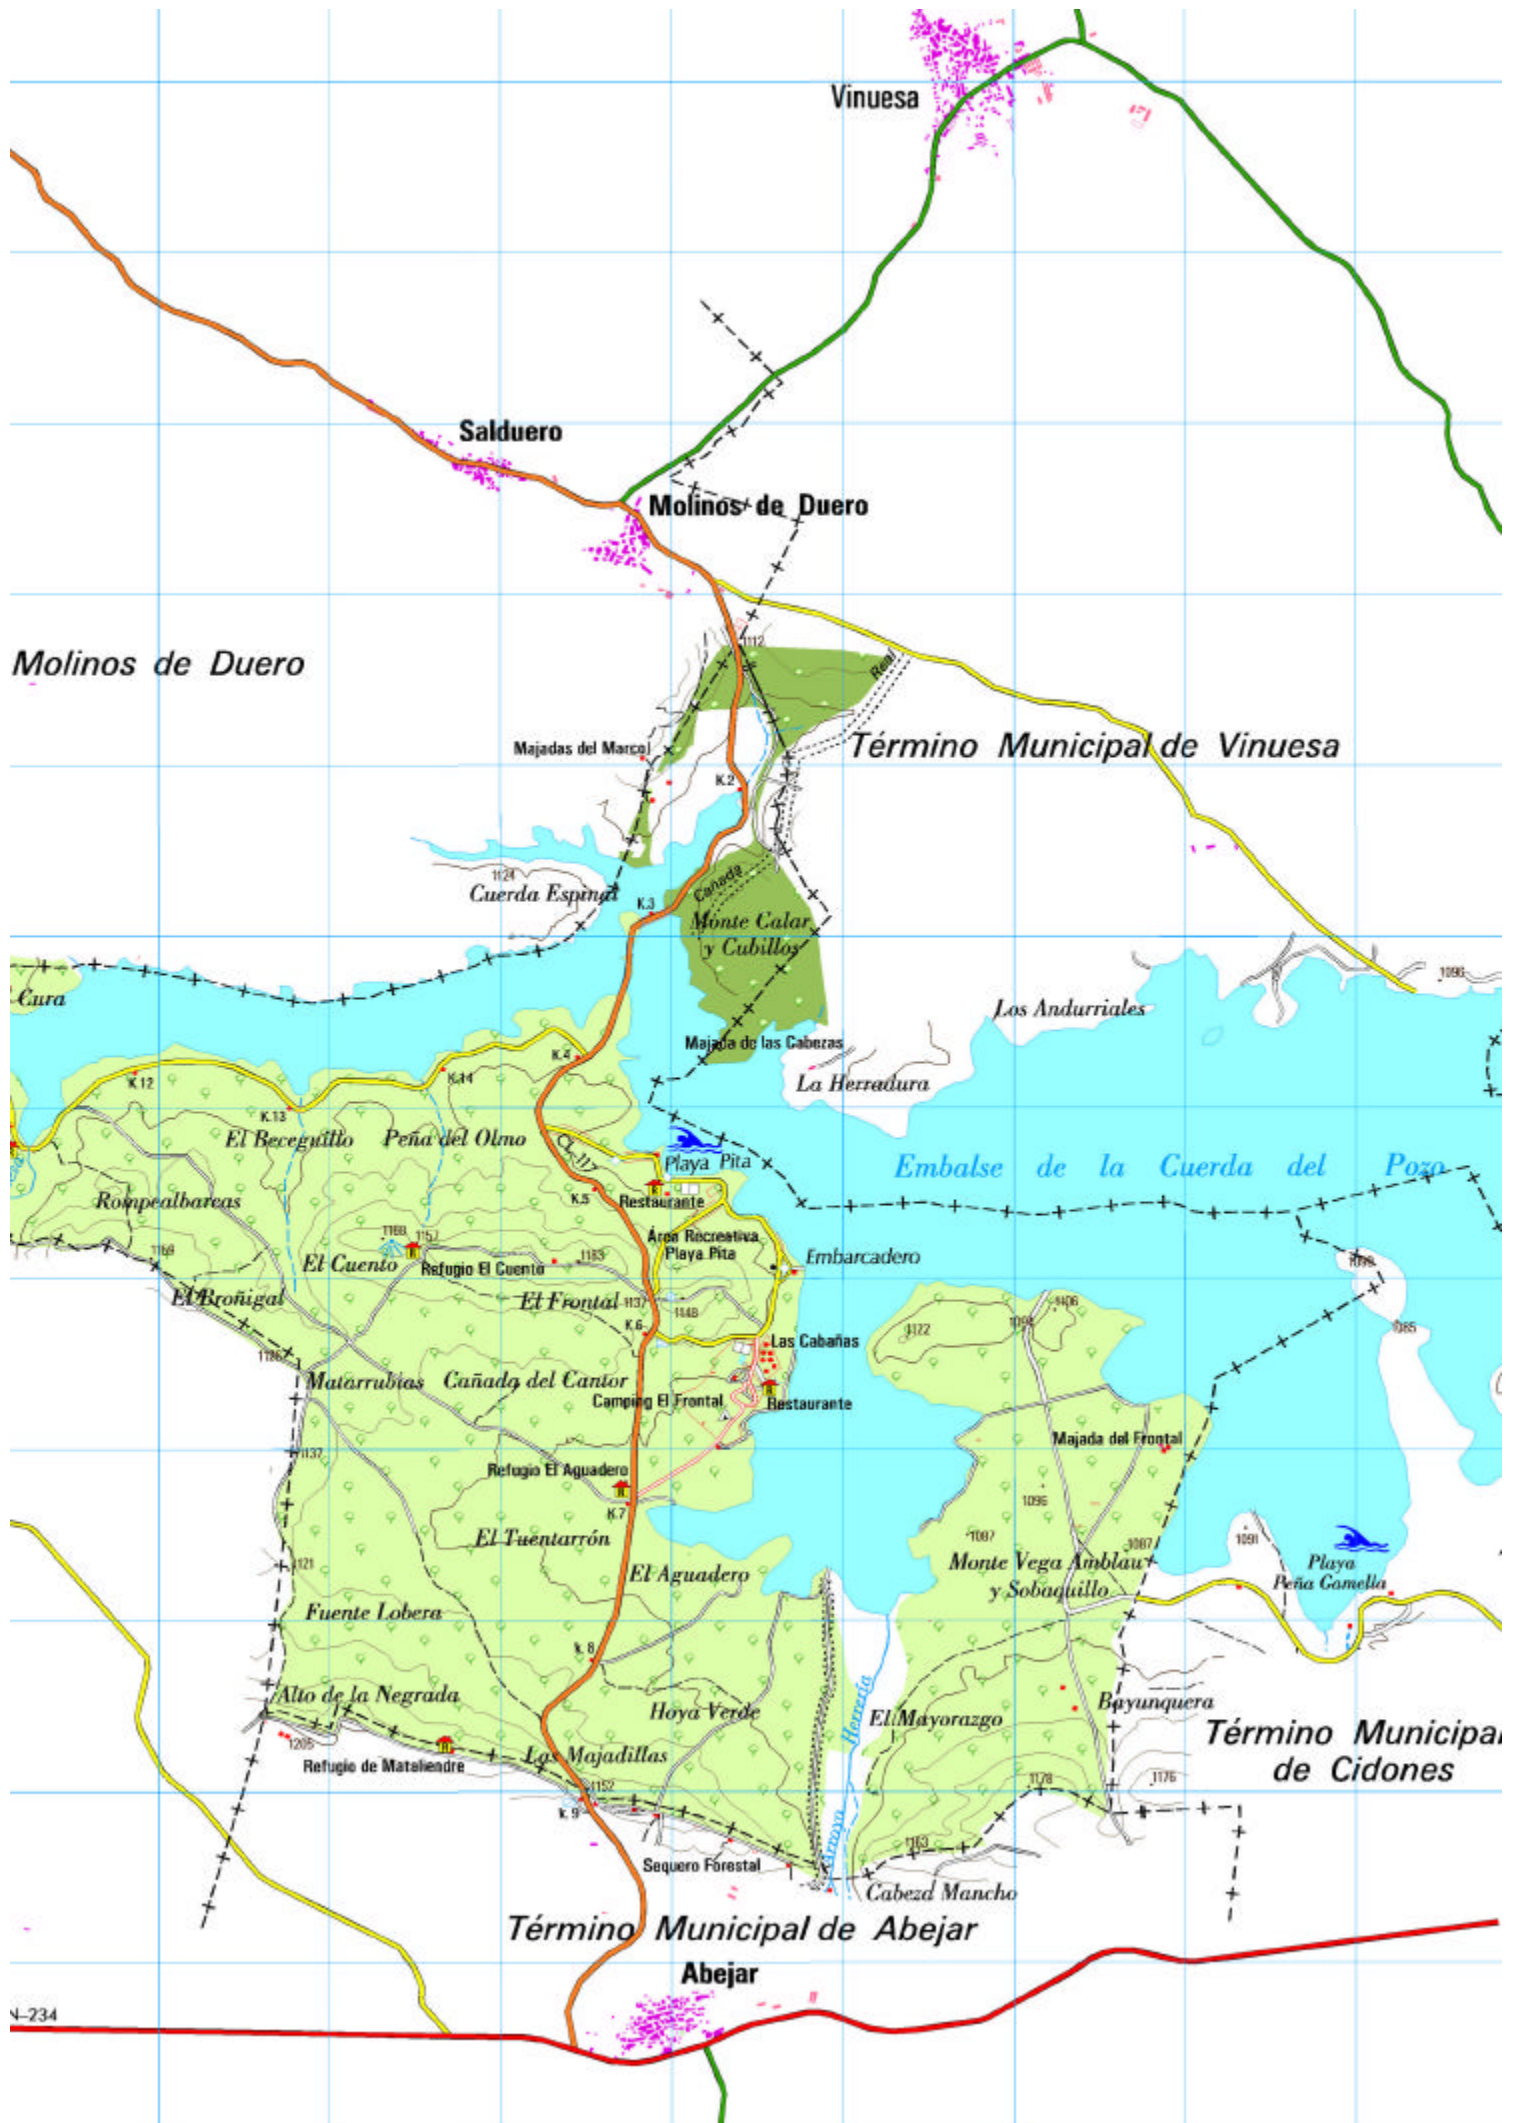 Vinuesa
Salduero
Molinos de Duero
Molinos de Duero
1112
Real
Término Municipal de Vinuesa
Majadas del Marcol
K.2
1124
Cuerda Espinal
Cañada
K.3
Monte Calar
y Cubillos
Cura
1096
Los Andurriales
Majada de las Cabezas
K.4
La Herradura
K.12
K.14
K.13
El Beceguillo
Peña del Olmo
CL-117
Playa Pita
Embalse de la Cuerda del Pozo
K.5
Restaurante
Rompealbarcas
1168
1157
Área Recreativa
Playa Pita
1169
El Cuento
Refugio El Cuento
1183
Embarcadero
El Broñigal
El Frontal
1137
1148
1106
K.6
1172
1085
Las Cabañas
Matarrubias
Cañada del Cantor
Camping El Frontal
Restaurante
Majada del Frontal
1137
Refugio El Aguadero
K.7
1096
El Tuentarrón
1087
1087
1091
Monte Vega Amblau
y Sobaquillo
Playa
Peña Gamella
1121
El Aguadero
Fuente Lobera
k.8
Alto de la Negrada
Hoya Verde
Herrería
El Mayorazgo
Bayunquera
1205
Refugio de Mataliendre
Las Majadillas
Término Municipal
de Cidones
1152
k.9
1178
1176
Arroyo
1163
Sequero Forestal
Cabeza Mancho
Término Municipal de Abejar
Abejar
N-234